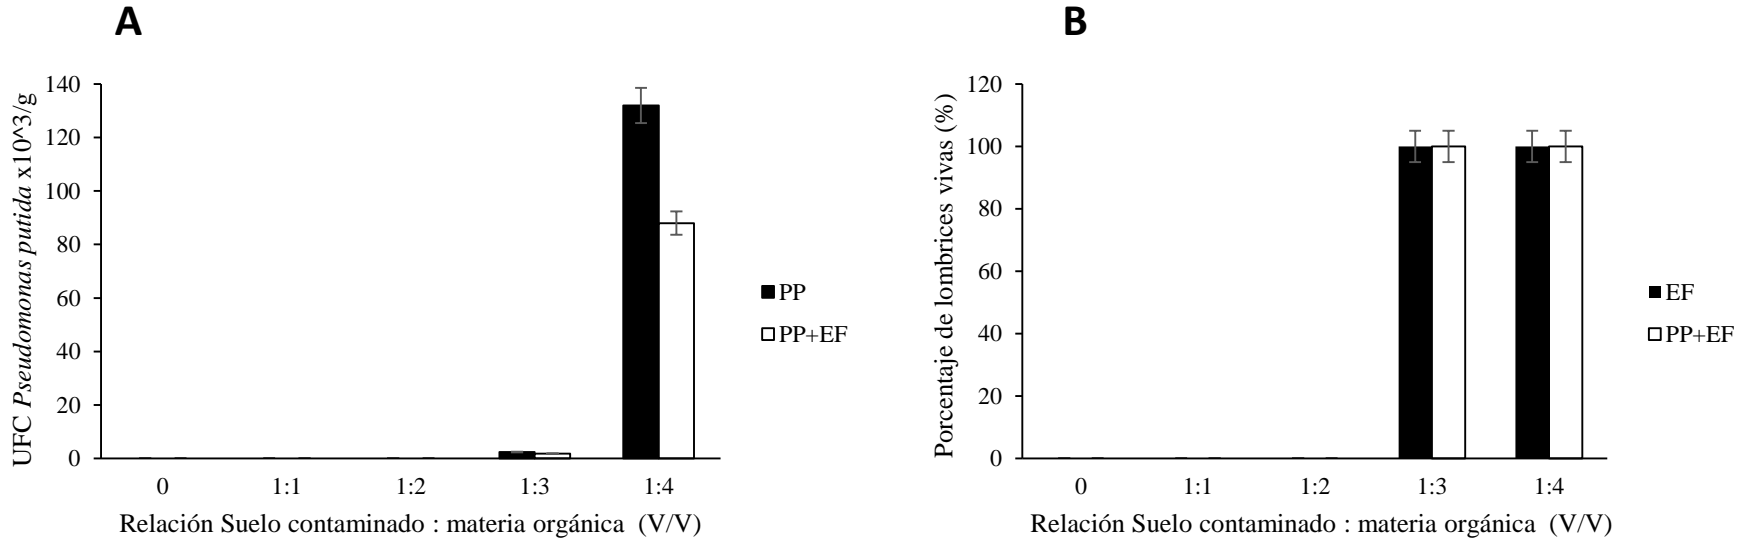 A
UFC Pseudomonas putida x10^3/g
140
120
100
80
60
40
20
0
0 1:1 1:2 1:3 1:4
Relación Suelo contaminado : materia orgánica (V/V)
PP
PP+EF
B
Porcentaje de lombrices vivas (%)
120
100
80
60
40
20
0
0 1:1 1:2 1:3 1:4
Relación Suelo contaminado : materia orgánica (V/V)
EF
PP+EF